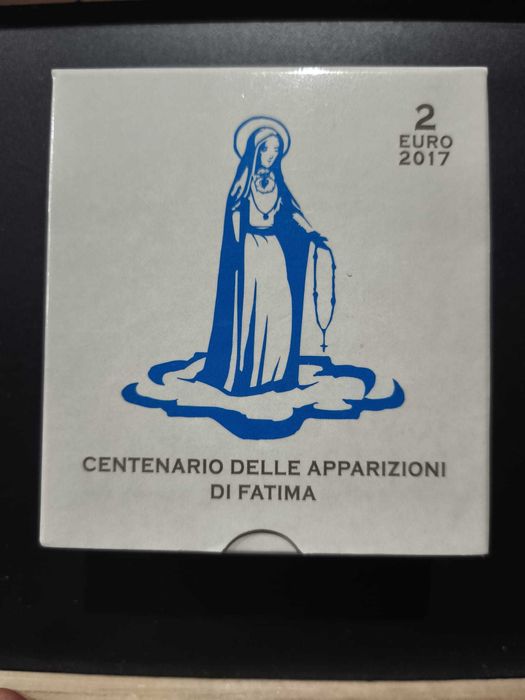 2
EURO
2017
CENTENARIO DELLE APPARIZIONI
DI FATIMA